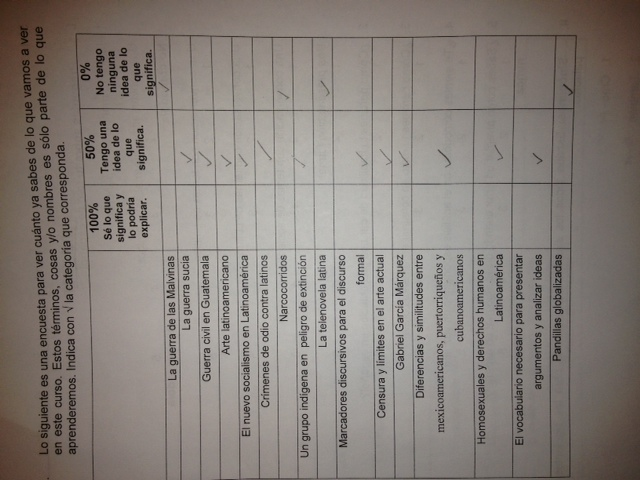 Lo siguiente es una encuesta para ver cuánto ya sabes de lo que vamos a ver
en este curso. Estos términos, cosas y/o nombres es sólo parte de lo que
aprenderemos. Indica con √ la categoría que corresponda.
100%
Sé lo que
significa y
lo podría
explicar.
50%
Tengo una
idea de lo
que
significa.
0%
No tengo
ninguna
idea de lo
que
significa.
La guerra de las Malvinas ✓
La guerra sucia ✓
Guerra civil en Guatemala ✓
Arte latinoamericano ✓
El nuevo socialismo en Latinoamérica ✓
Crímenes de odio contra latinos ✓
Narcocorridos ✓
Un grupo indígena en peligro de extinción ✓
La telenovela latina ✓
Marcadores discursivos para el discurso
formal ✓
Censura y límites en el arte actual ✓
Gabriel García Márquez ✓
Diferencias y similitudes entre
mexicoamericanos, puertorriqueños y ✓
cubanoamericanos
Homosexuales y derechos humanos en
Latinoamérica ✓
El vocabulario necesario para presentar
argumentos y analizar ideas ✓
Pandillas globalizadas ✓